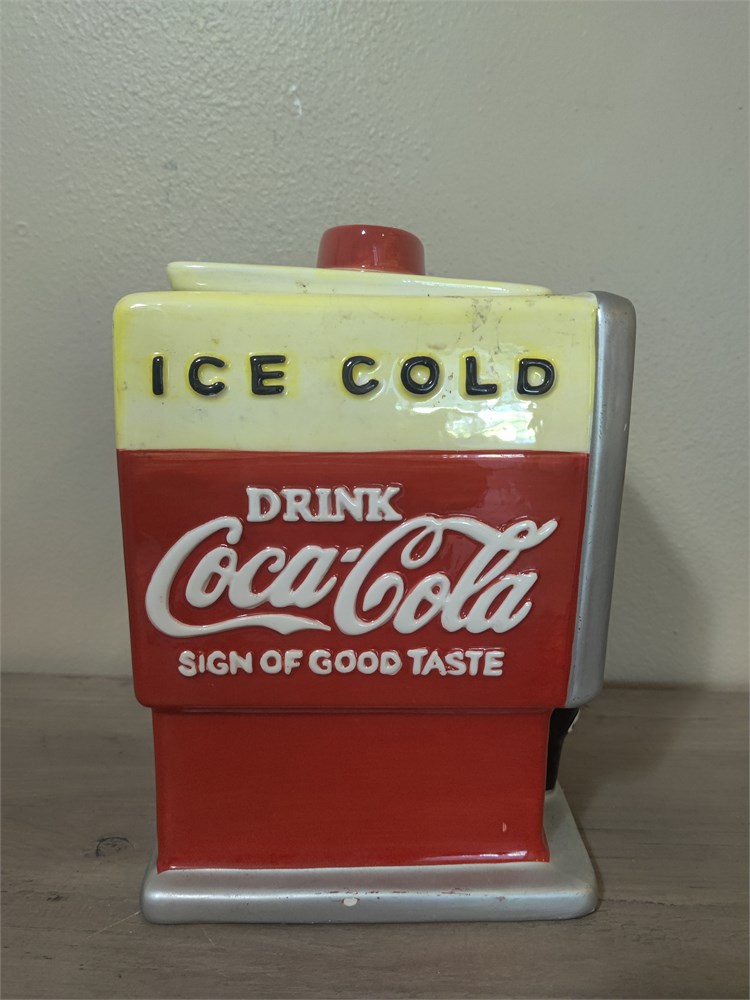 ICE COLD
DRINK
Coca-Cola
SIGN OF GOOD TASTE